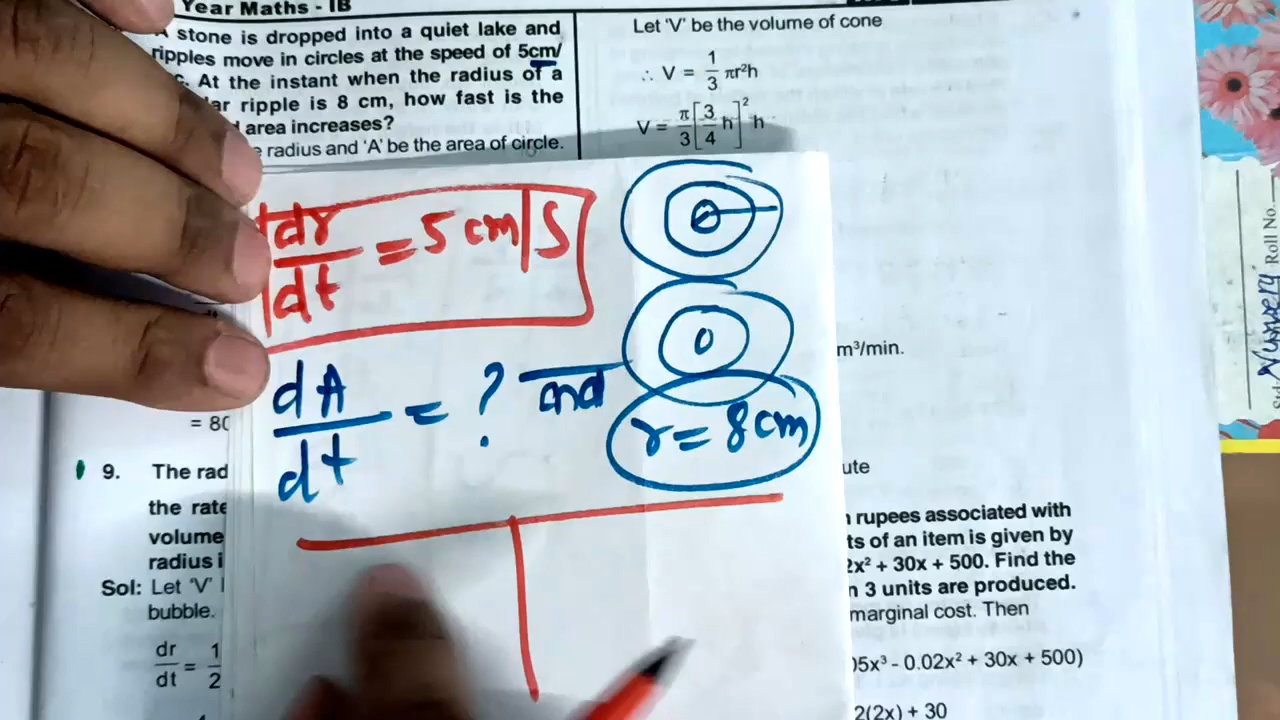 Year Maths - IB
stone is dropped into a quiet lake and
ripples move in circles at the speed of 5cm/
At the instant when the radius of a
ripple is 8 cm, how fast is the
area increases?
radius and 'A' be the area of circle.
Let 'V' be the volume of cone
∴ V = 1/3 πr²h
V = π/3 [3/4 h]² h
dr/dt = 5 cm/S
dA/dt = ? and
r = 8 cm
m³/min.
9. The rad
the rate
volume
radius i
Sol: Let 'V'
bubble.
dr/dt = 1/2
ute
rupees associated with
ts of an item is given by
x² + 30x + 500. Find the
3 units are produced.
marginal cost. Then
05x³ - 0.02x² + 30x + 500)
2(2x) + 30
Roll No.
Nursery